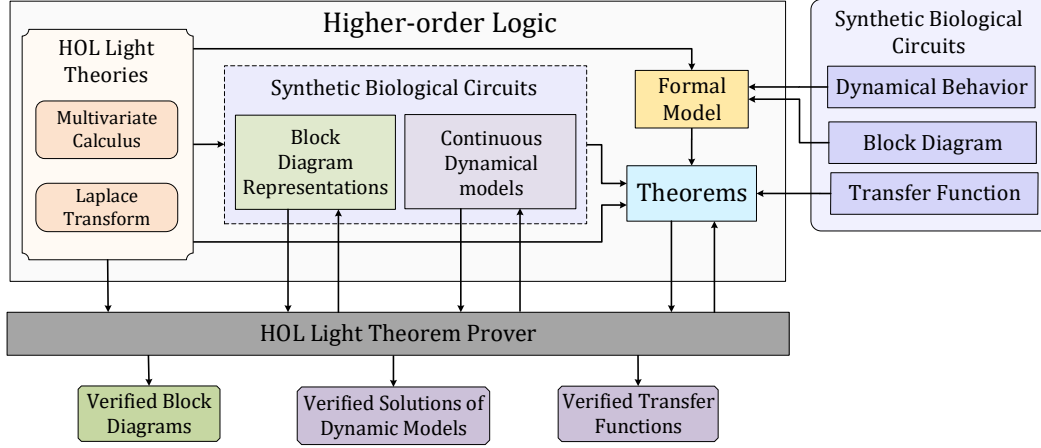 Higher-order Logic
HOL Light
Theories
Multivariate
Calculus
Laplace
Transform
Synthetic Biological Circuits
Block
Diagram
Representations
Continuous
Dynamical
models
Formal
Model
Theorems
Synthetic Biological
Circuits
Dynamical Behavior
Block Diagram
Transfer Function
HOL Light Theorem Prover
Verified Block
Diagrams
Verified Solutions of
Dynamic Models
Verified Transfer
Functions